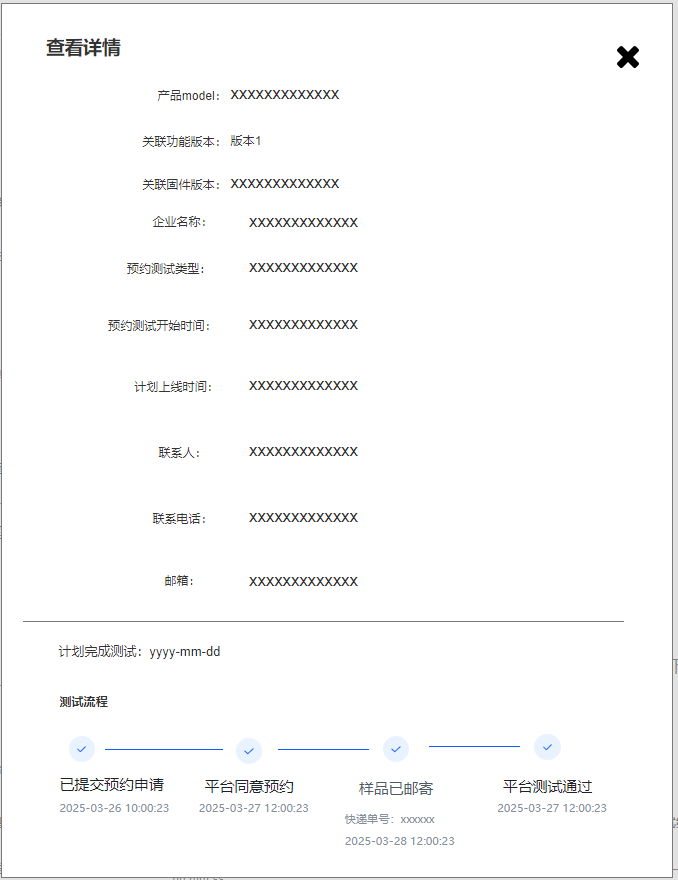 查看详情
产品model： XXXXXXXXXXXXX
关联功能版本： 版本1
关联固件版本： XXXXXXXXXXXXX
企业名称： XXXXXXXXXXXXX
预约测试类型： XXXXXXXXXXXXX
预约测试开始时间： XXXXXXXXXXXXX
计划上线时间： XXXXXXXXXXXXX
联系人： XXXXXXXXXXXXX
联系电话： XXXXXXXXXXXXX
邮箱： XXXXXXXXXXXXX
计划完成测试：yyyy-mm-dd
测试流程
已提交预约申请 平台同意预约 样品已邮寄 平台测试通过
2025-03-26 10:00:23 2025-03-27 12:00:23 2025-03-27 12:00:23
快递单号：xxxxxx
2025-03-28 12:00:23